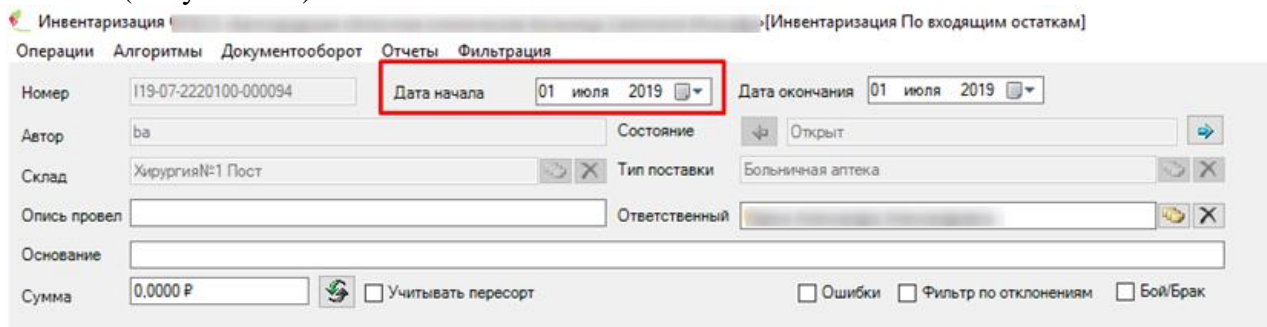 Инвентаризация [Инвентаризация По входящим остаткам]
Операции Алгоритмы Документооборот Отчеты Фильтрация
Номер I19-07-2220100-000094 Дата начала 01 июля 2019 Дата окончания 01 июля 2019
Автор ba Состояние Открыт
Склад Хирургия№1 Пост Тип поставки Больничная аптека
Опись провел Ответственный
Основание
Сумма 0,0000 ₽ Учитывать пересорт Ошибки Фильтр по отклонениям Бой/Брак